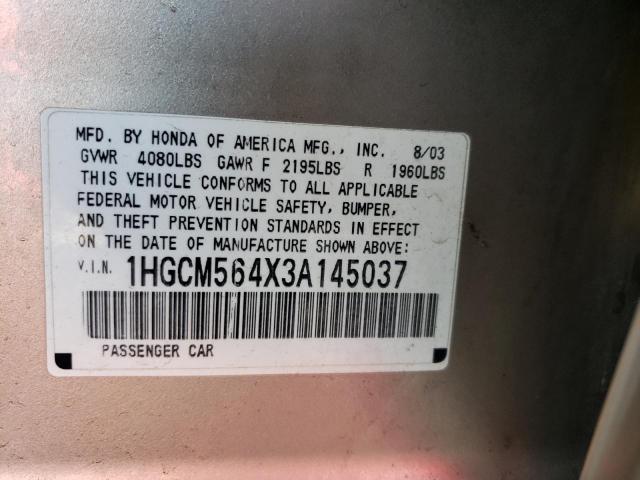 MFD. BY HONDA OF AMERICA MFG., INC. 8/03
GVWR 4080LBS GAWR F 2195LBS R 1960LBS
THIS VEHICLE CONFORMS TO ALL APPLICABLE
FEDERAL MOTOR VEHICLE SAFETY, BUMPER,
AND THEFT PREVENTION STANDARDS IN EFFECT
ON THE DATE OF MANUFACTURE SHOWN ABOVE:
V.I.N. 1HGCM564X3A145037
PASSENGER CAR